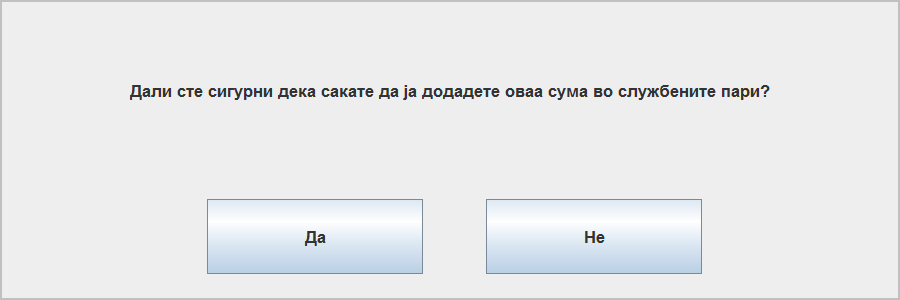 Дали сте сигурни дека сакате да ја додадете оваа сума во службените пари?
Да
Не